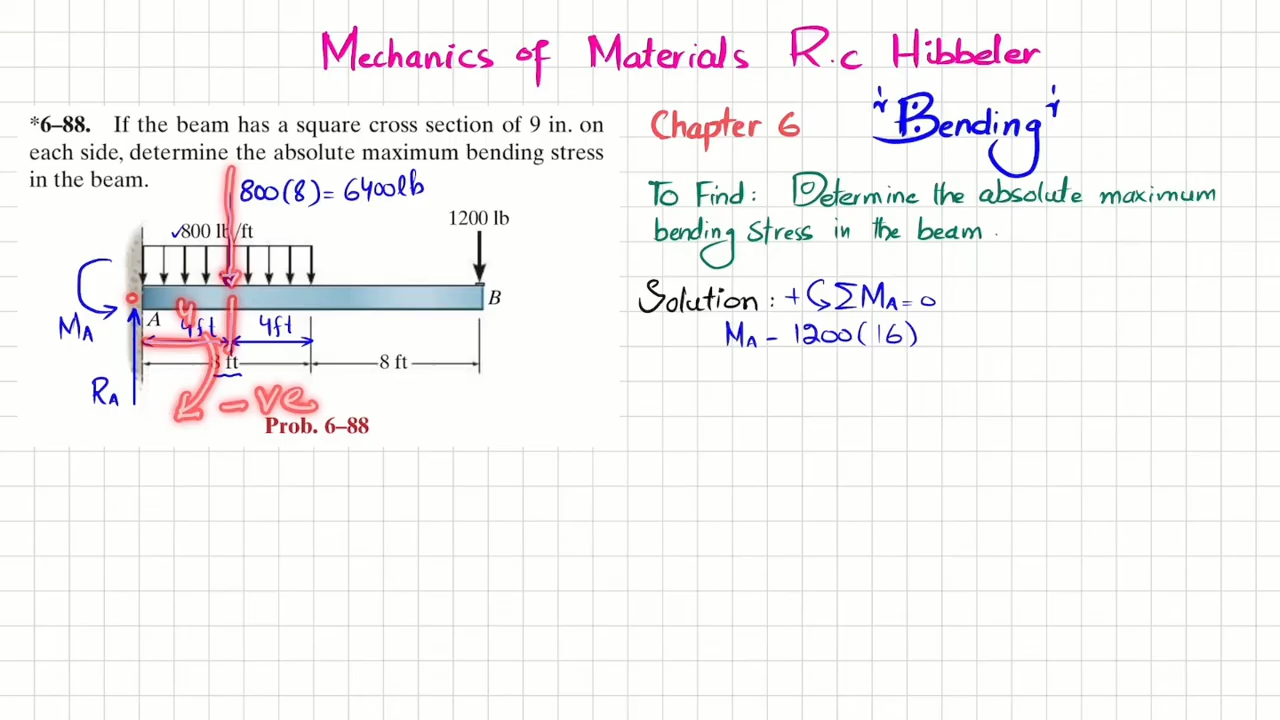 Mechanics of Materials R.c Hibbeler
*6–88. If the beam has a square cross section of 9 in. on
each side, determine the absolute maximum bending stress
in the beam.
800(8)=6400lb
800 lb/ft
1200 lb
MA
A
B
4
4ft
4ft
8 ft
8 ft
RA
-ve
Prob. 6–88
Chapter 6
"Bending"
To Find: Determine the absolute maximum
bending stress in the beam.
Solution: +↺ΣMA=0
MA - 1200(16)